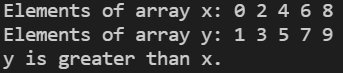 Elements of array x: 0 2 4 6 8
Elements of array y: 1 3 5 7 9
y is greater than x.